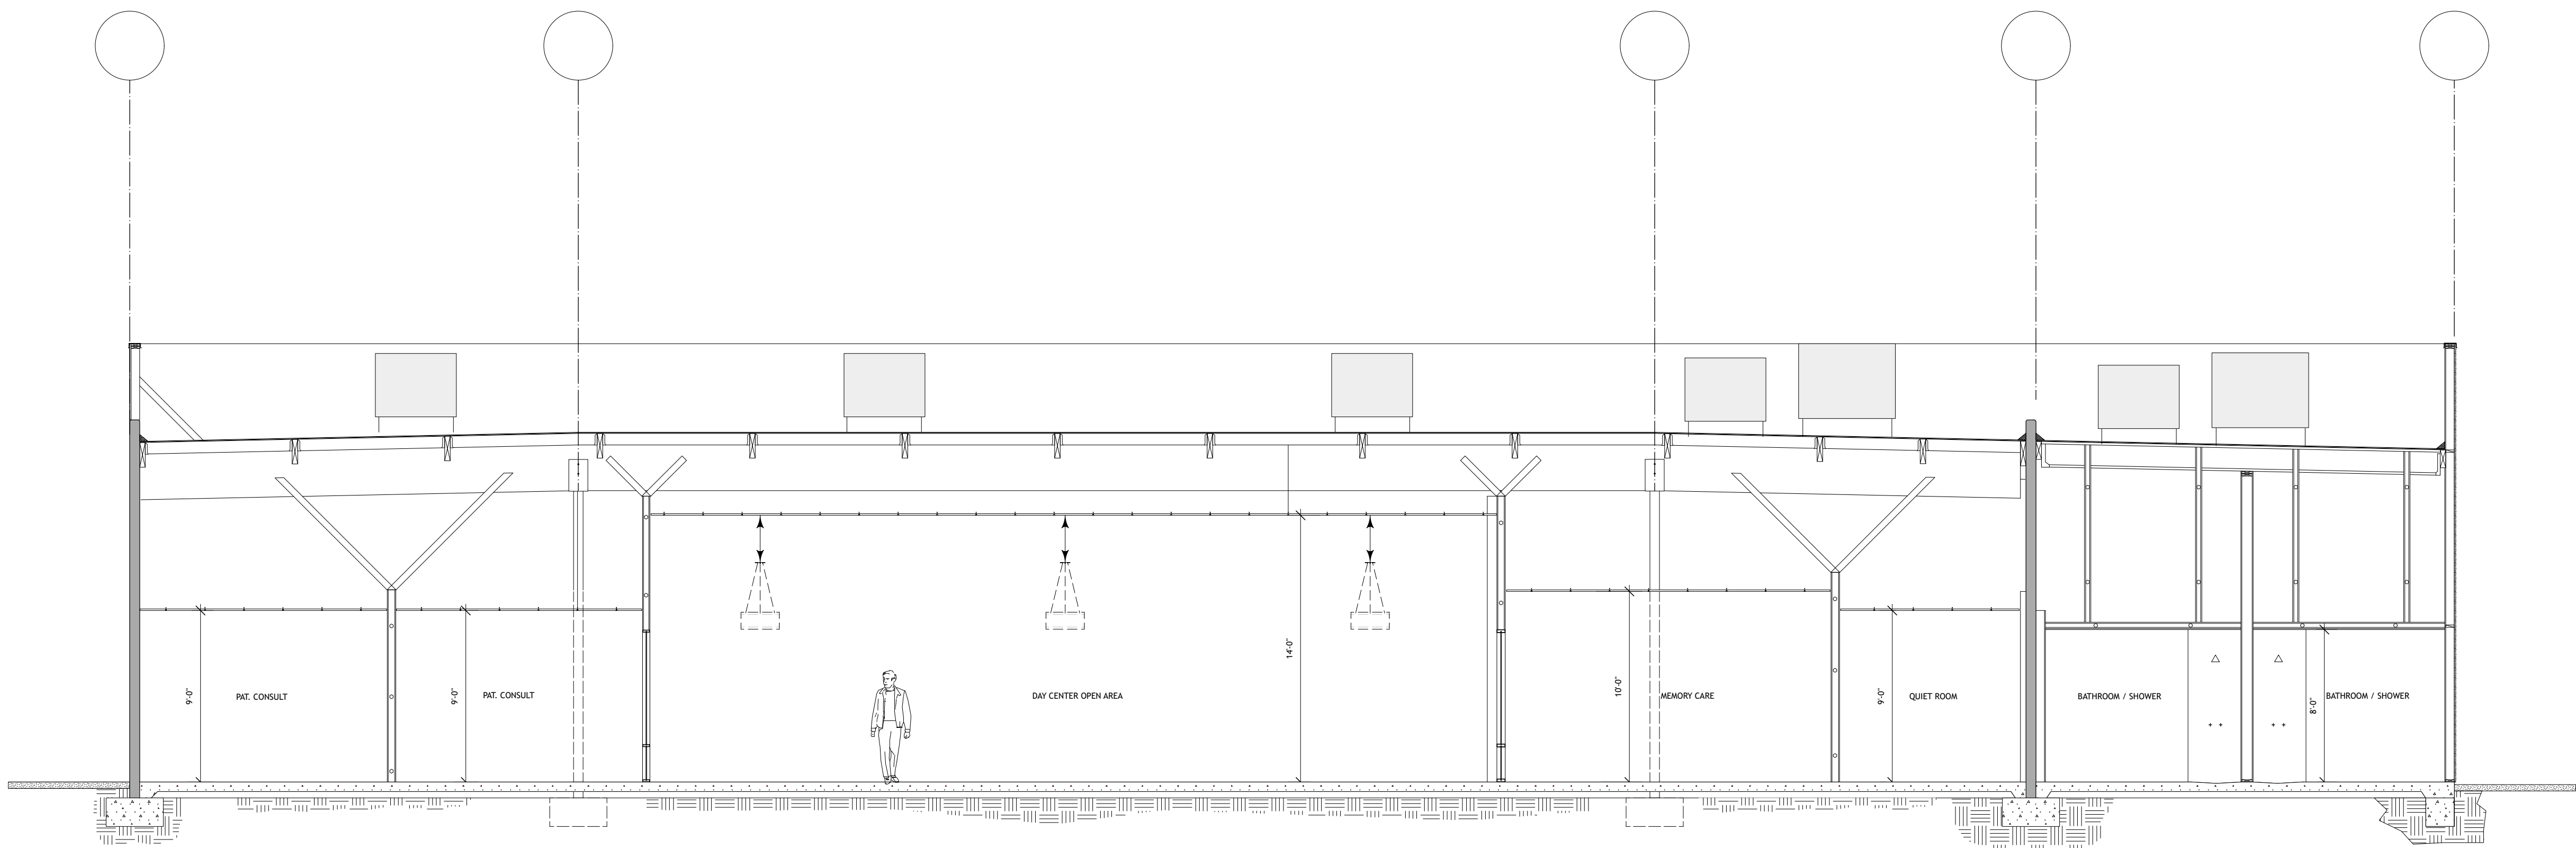 9'-0"
PAT. CONSULT
9'-0"
PAT. CONSULT
DAY CENTER OPEN AREA
14'-0"
10'-0"
MEMORY CARE
9'-0"
QUIET ROOM
BATHROOM / SHOWER
8'-0"
BATHROOM / SHOWER